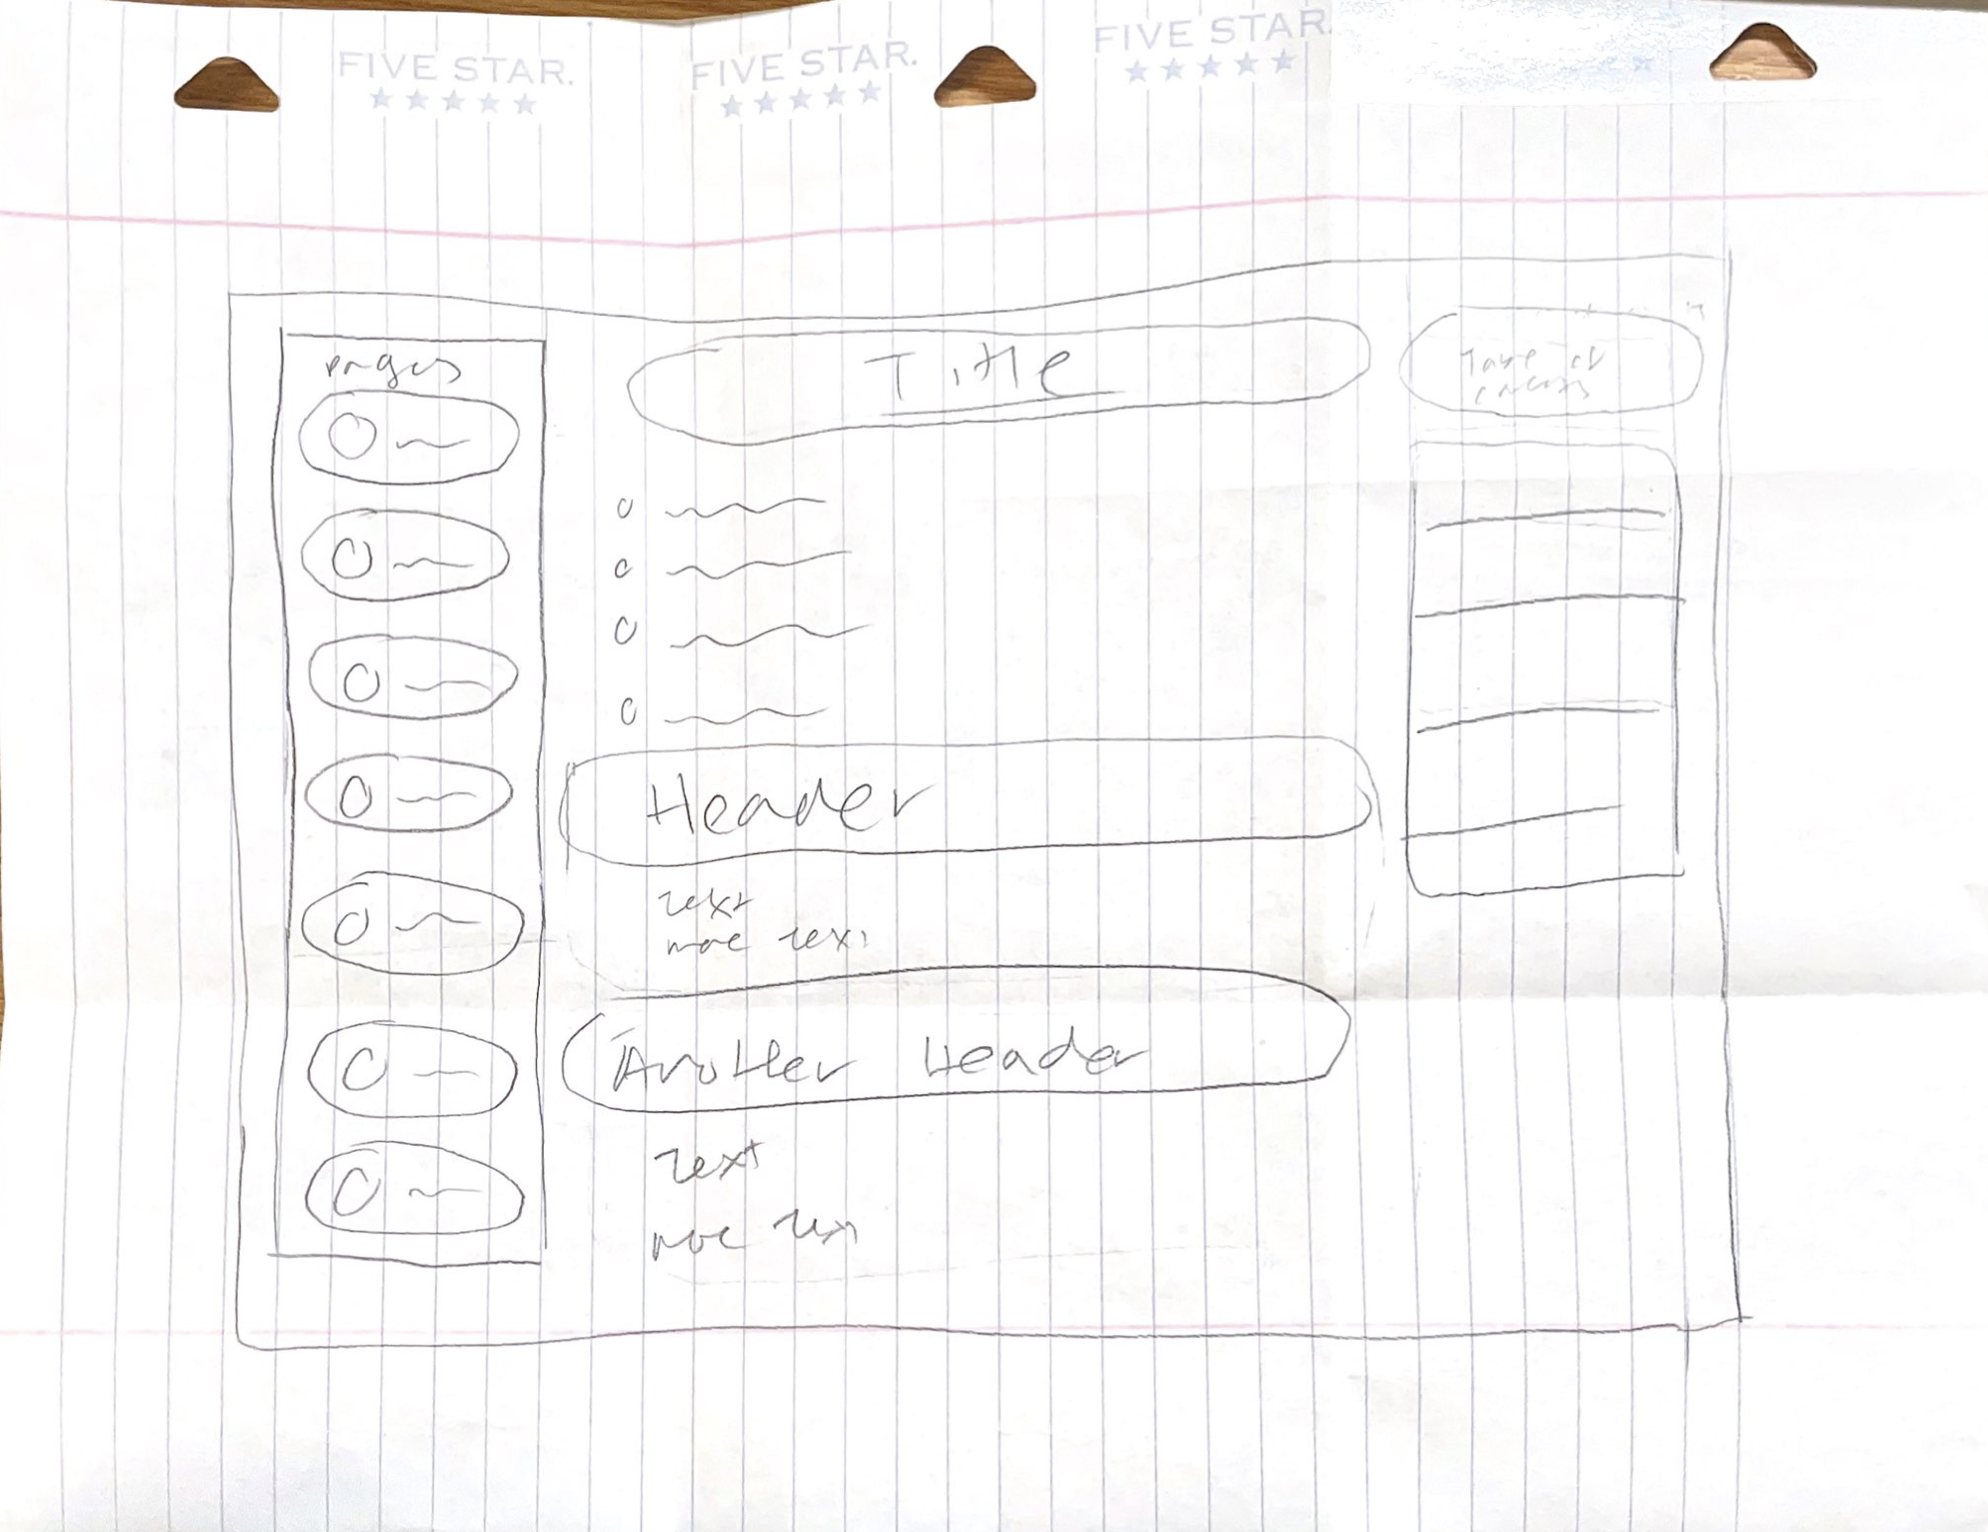 FIVE STAR.
FIVE STAR.
FIVE STAR.
pages
Title
Table of
Header
text
more text
Another Header
text
more text